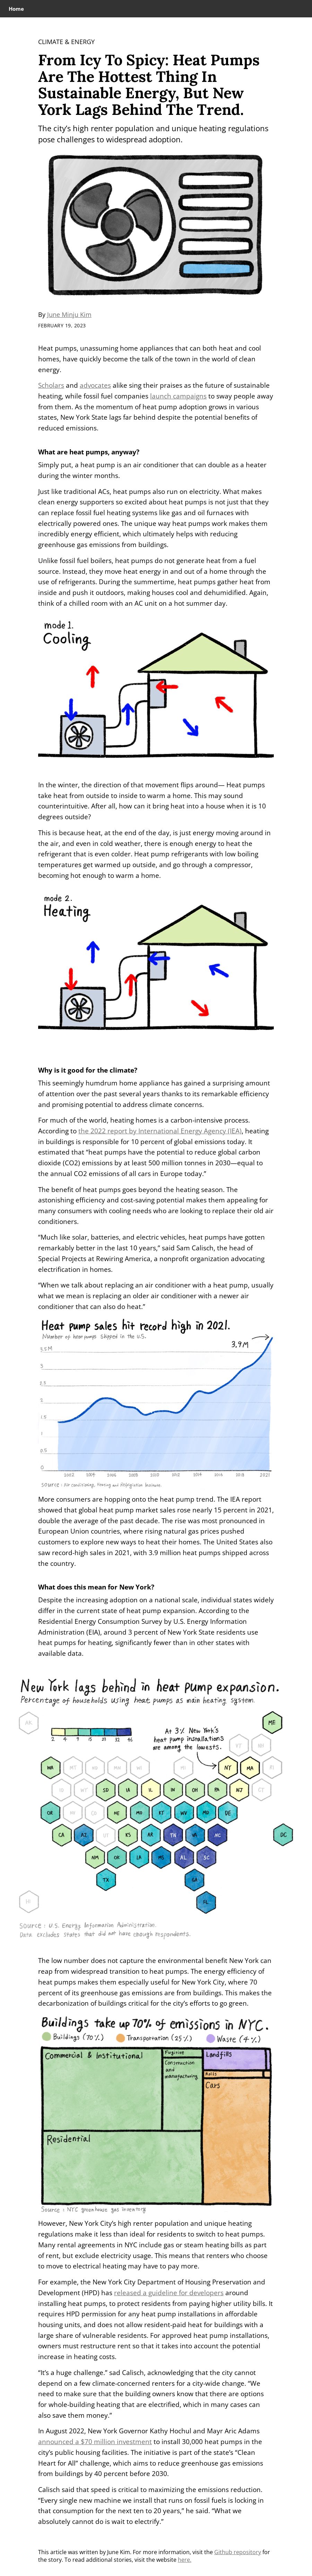 Home
CLIMATE & ENERGY
From Icy To Spicy: Heat Pumps
Are The Hottest Thing In
Sustainable Energy, But New
York Lags Behind The Trend.
The city's high renter population and unique heating regulations
pose challenges to widespread adoption.
By June Minju Kim
FEBRUARY 19, 2023
Heat pumps, unassuming home appliances that can both heat and cool
homes, have quickly become the talk of the town in the world of clean
energy.
Scholars and advocates alike sing their praises as the future of sustainable
heating, while fossil fuel companies launch campaigns to sway people away
from them. As the momentum of heat pump adoption grows in various
states, New York State lags far behind despite the potential benefits of
reduced emissions.
What are heat pumps, anyway?
Simply put, a heat pump is an air conditioner that can double as a heater
during the winter months.
Just like traditional ACs, heat pumps also run on electricity. What makes
clean energy supporters so excited about heat pumps is not just that they
can replace fossil fuel heating systems like gas and oil furnaces with
electrically powered ones. The unique way heat pumps work makes them
incredibly energy efficient, which ultimately helps with reducing
greenhouse gas emissions from buildings.
Unlike fossil fuel boilers, heat pumps do not generate heat from a fuel
source. Instead, they move heat energy in and out of a home through the
use of refrigerants. During the summertime, heat pumps gather heat from
inside and push it outdoors, making houses cool and dehumidified. Again,
think of a chilled room with an AC unit on a hot summer day.
mode 1.
Cooling
In the winter, the direction of that movement flips around— Heat pumps
take heat from outside to inside to warm a home. This may sound
counterintuitive. After all, how can it bring heat into a house when it is 10
degrees outside?
This is because heat, at the end of the day, is just energy moving around in
the air, and even in cold weather, there is enough energy to heat the
refrigerant that is even colder. Heat pump refrigerants with low boiling
temperatures get warmed up outside, and go through a compressor,
becoming hot enough to warm a home.
mode 2.
Heating
Why is it good for the climate?
This seemingly humdrum home appliance has gained a surprising amount
of attention over the past several years thanks to its remarkable efficiency
and promising potential to address climate concerns.
For much of the world, heating homes is a carbon-intensive process.
According to the 2022 report by International Energy Agency (IEA), heating
in buildings is responsible for 10 percent of global emissions today. It
estimated that “heat pumps have the potential to reduce global carbon
dioxide (CO2) emissions by at least 500 million tonnes in 2030—equal to
the annual CO2 emissions of all cars in Europe today.”
The benefit of heat pumps goes beyond the heating season. The
astonishing efficiency and cost-saving potential makes them appealing for
many consumers with cooling needs who are looking to replace their old air
conditioners.
“Much like solar, batteries, and electric vehicles, heat pumps have gotten
remarkably better in the last 10 years,” said Sam Calisch, the head of
Special Projects at Rewiring America, a nonprofit organization advocating
electrification in homes.
“When we talk about replacing an air conditioner with a heat pump, usually
what we mean is replacing an older air conditioner with a newer air
conditioner that can also do heat.”
Heat pump sales hit record high in 2021.
Number of heat pumps shipped in the U.S.
3.9M
3.5M
3
2.5
2
1.5
1
0.5
0
2002 2004 2006 2008 2010 2012 2014 2016 2018 2021
Source: Air conditioning, Heating and Refrigeration Institute
More consumers are hopping onto the heat pump trend. The IEA report
showed that global heat pump market sales rose nearly 15 percent in 2021,
double the average of the past decade. The rise was most pronounced in
European Union countries, where rising natural gas prices pushed
customers to explore new ways to heat their homes. The United States also
saw record-high sales in 2021, with 3.9 million heat pumps shipped across
the country.
What does this mean for New York?
Despite the increasing adoption on a national scale, individual states widely
differ in the current state of heat pump expansion. According to the
Residential Energy Consumption Survey by U.S. Energy Information
Administration (EIA), around 3 percent of New York State residents use
heat pumps for heating, significantly fewer than in other states with
available data.
New York lags behind in heat pump expansion.
Percentage of households using heat pumps as main heating system.
AK ME
2 4 9 15 21 32 46
At 3%, New York's
heat pump installations
are among the lowest.
VT NH
WA MT ND MN WI MI NY MA RI
ID WY SD IA IL IN OH PA NJ CT
OR NV CO NE MO KY WV MD DE
CA AZ UT KS AR TN VA NC DC
NM OK LA MS AL SC
TX GA
HI FL
Source: U.S. Energy Information Administration
Data excludes states that did not have enough respondents.
The low number does not capture the environmental benefit New York can
reap from widespread transition to heat pumps. The energy efficiency of
heat pumps makes them especially useful for New York City, where 70
percent of its greenhouse gas emissions are from buildings. This makes the
decarbonization of buildings critical for the city's efforts to go green.
Buildings take up 70% of emissions in NYC.
Buildings (70%) Transporation (25%) Waste (4%)
Commercial & Institutional
Fugitive
Construction
and
manufacturing
Landfills
Cars
Residential
Source: NYC greenhouse gas inventory
However, New York City's high renter population and unique heating
regulations make it less than ideal for residents to switch to heat pumps.
Many rental agreements in NYC include gas or steam heating bills as part
of rent, but exclude electricity usage. This means that renters who choose
to move to electrical heating may have to pay more.
For example, the New York City Department of Housing Preservation and
Development (HPD) has released a guideline for developers around
installing heat pumps, to protect residents from paying higher utility bills. It
requires HPD permission for any heat pump installations in affordable
housing units, and does not allow resident-paid heat for buildings with a
large share of vulnerable residents. For approved heat pump installations,
owners must restructure rent so that it takes into account the potential
increase in heating costs.
“It's a huge challenge.” sad Calisch, acknowledging that the city cannot
depend on a few climate-concerned renters for a city-wide change. “We
need to make sure that the building owners know that there are options
for whole-building heating that are electrified, which in many cases can
also save them money.”
In August 2022, New York Governor Kathy Hochul and Mayr Aric Adams
announced a $70 million investment to install 30,000 heat pumps in the
city's public housing facilities. The initiative is part of the state's “Clean
Heart for All” challenge, which aims to reduce greenhouse gas emissions
from buildings by 40 percent before 2030.
Calisch said that speed is critical to maximizing the emissions reduction.
“Every single new machine we install that runs on fossil fuels is locking in
that consumption for the next ten to 20 years,” he said. “What we
absolutely cannot do is wait to electrify.”
This article was written by June Kim. For more information, visit the Github repository for
the story. To read additional stories, visit the website here.